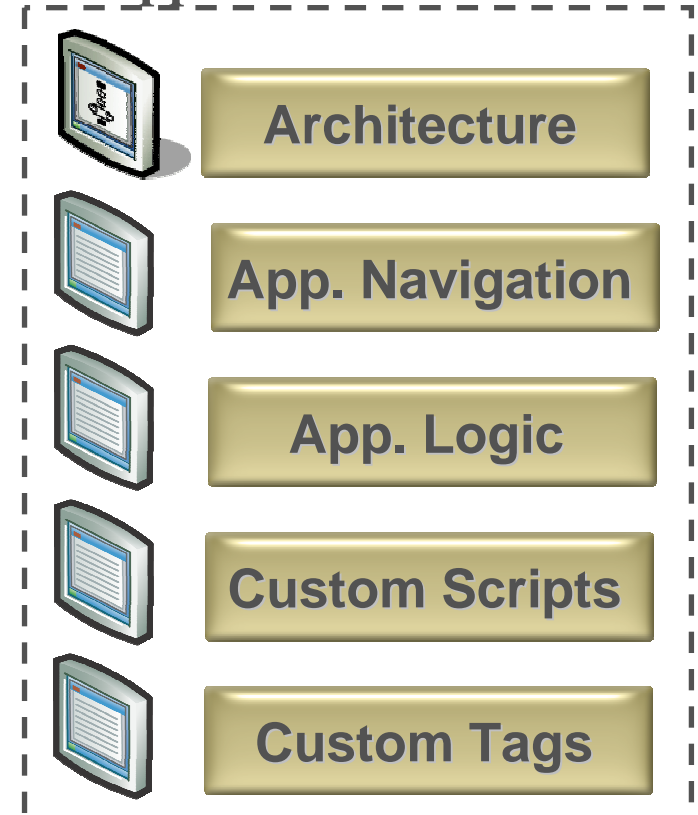 Architecture
App. Navigation
App. Logic
Custom Scripts
Custom Tags